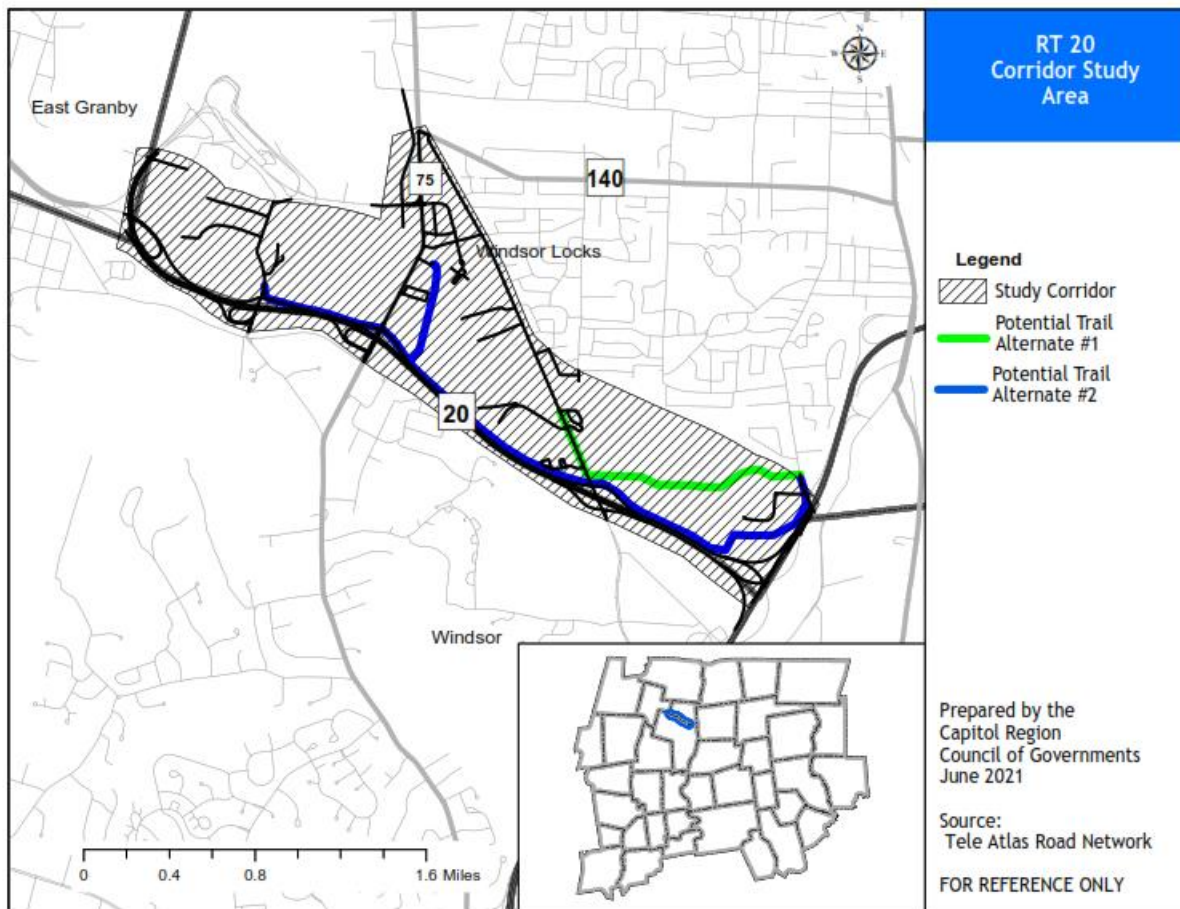 RT 20
Corridor Study
Area
N
W
E
S
East Granby
75
140
Windsor Locks
20
Windsor
Legend
Study Corridor
Potential Trail
Alternate #1
Potential Trail
Alternate #2
0 0.4 0.8 1.6 Miles
Prepared by the
Capitol Region
Council of Governments
June 2021
Source:
Tele Atlas Road Network
FOR REFERENCE ONLY